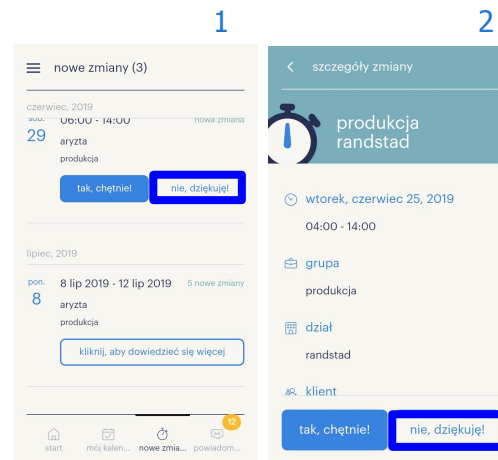 1
nowe zmiany (3)
czerwiec, 2019
sob. 06:00 - 14:00 nowa zmiana
29 aryzta
produkcja
tak, chętnie! nie, dziękuję!
lipiec, 2019
pon. 8 lip 2019 - 12 lip 2019 5 nowe zmiany
8 aryzta
produkcja
kliknij, aby dowiedzieć się więcej
12
start mój kalen... nowe zmia... powiadom...
2
szczegóły zmiany
produkcja
randstad
wtorek, czerwiec 25, 2019
04:00 - 14:00
grupa
produkcja
dział
randstad
klient
tak, chętnie! nie, dziękuję!